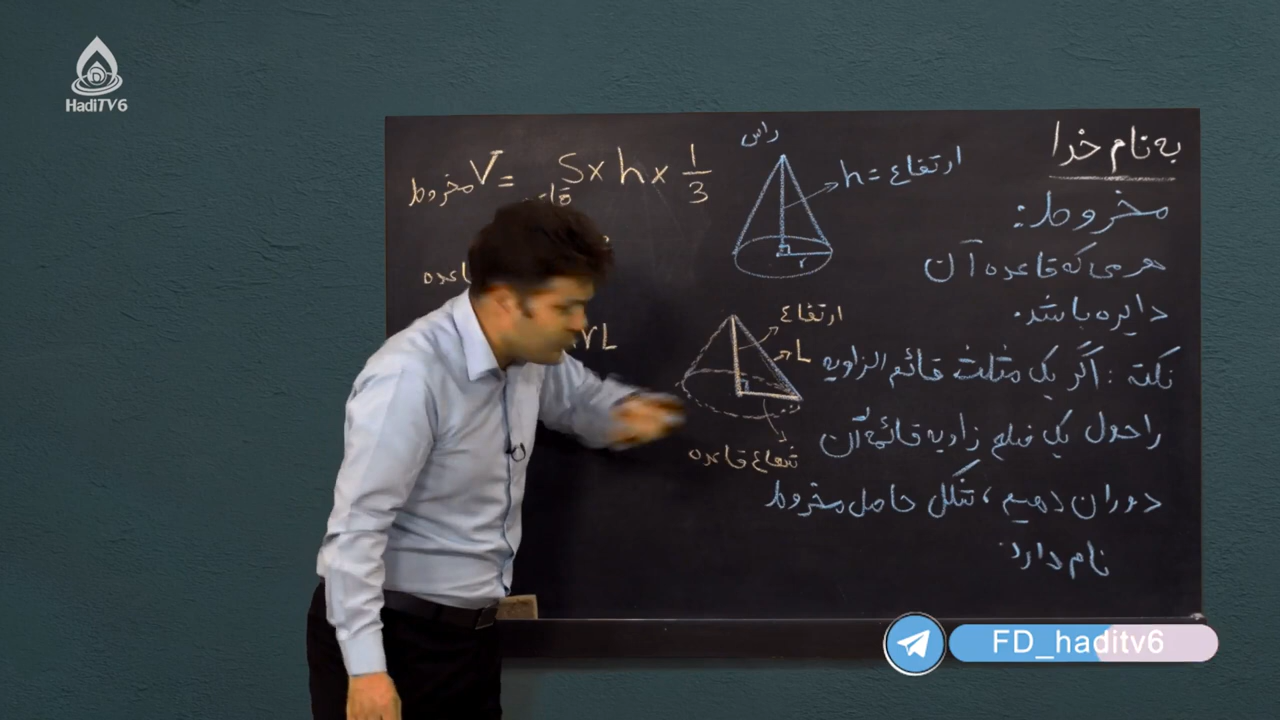 HadiTV6
به نام خدا
مخروط:
هرمی که قاعده آن
دایره باشد.
نکته: اگر یک مثلث قائم الزاویه
را حول یک ضلع زاویه قائمه آن
دوران دهیم، شکل حاصل مخروط
نام دارد.
راس
h = ارتفاع
r
ارتفاع
L
شعاع قاعده
V مخروط = S × h × 1/3
rL
FD_haditv6